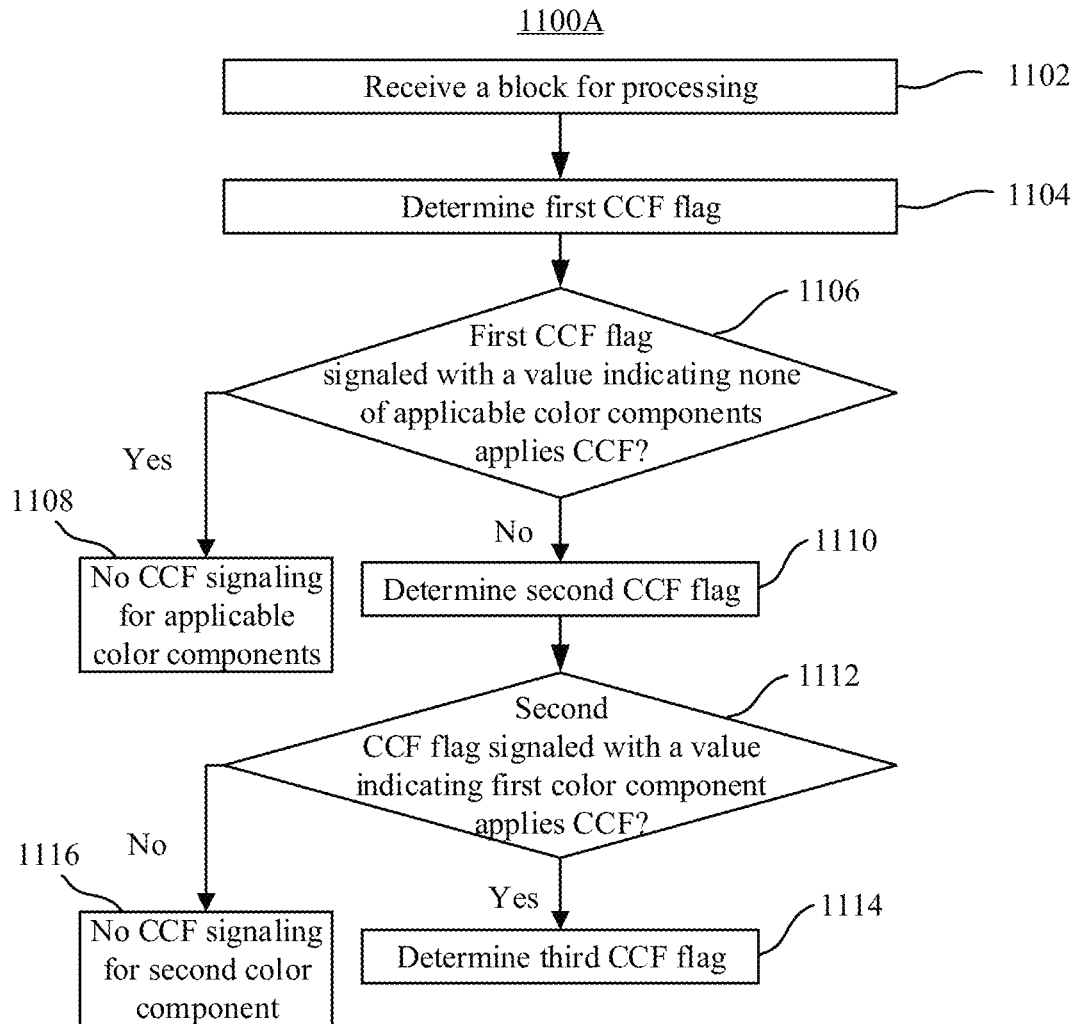 1100A
Receive a block for processing
1102
Determine first CCF flag
1104
1106
First CCF flag
signaled with a value indicating none
of applicable color components
applies CCF?
Yes
No
1108
No CCF signaling
for applicable
color components
1110
Determine second CCF flag
1112
Second
CCF flag signaled with a value
indicating first color component
applies CCF?
No
Yes
1116
No CCF signaling
for second color
component
1114
Determine third CCF flag